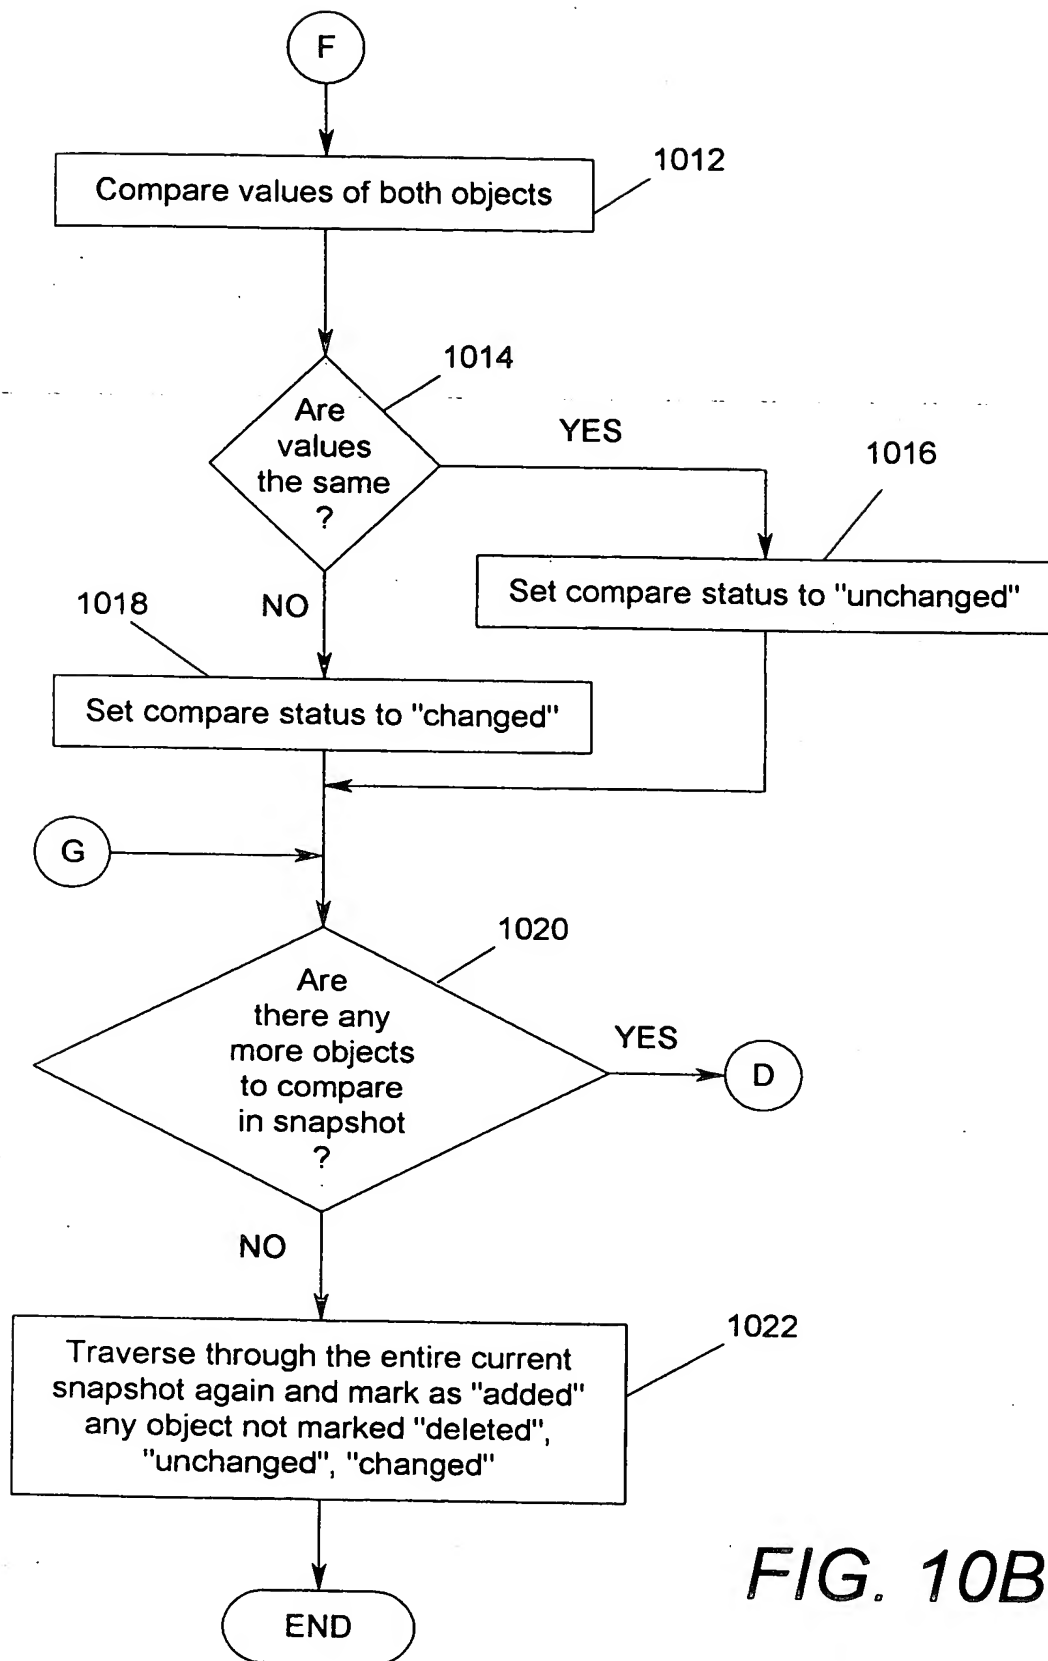 F
Compare values of both objects
1012
1014
Are
values
the same
?
YES
1016
Set compare status to "unchanged"
NO
1018
Set compare status to "changed"
G
1020
Are
there any
more objects
to compare
in snapshot
?
YES
D
NO
1022
Traverse through the entire current
snapshot again and mark as "added"
any object not marked "deleted",
"unchanged", "changed"
END
FIG. 10B